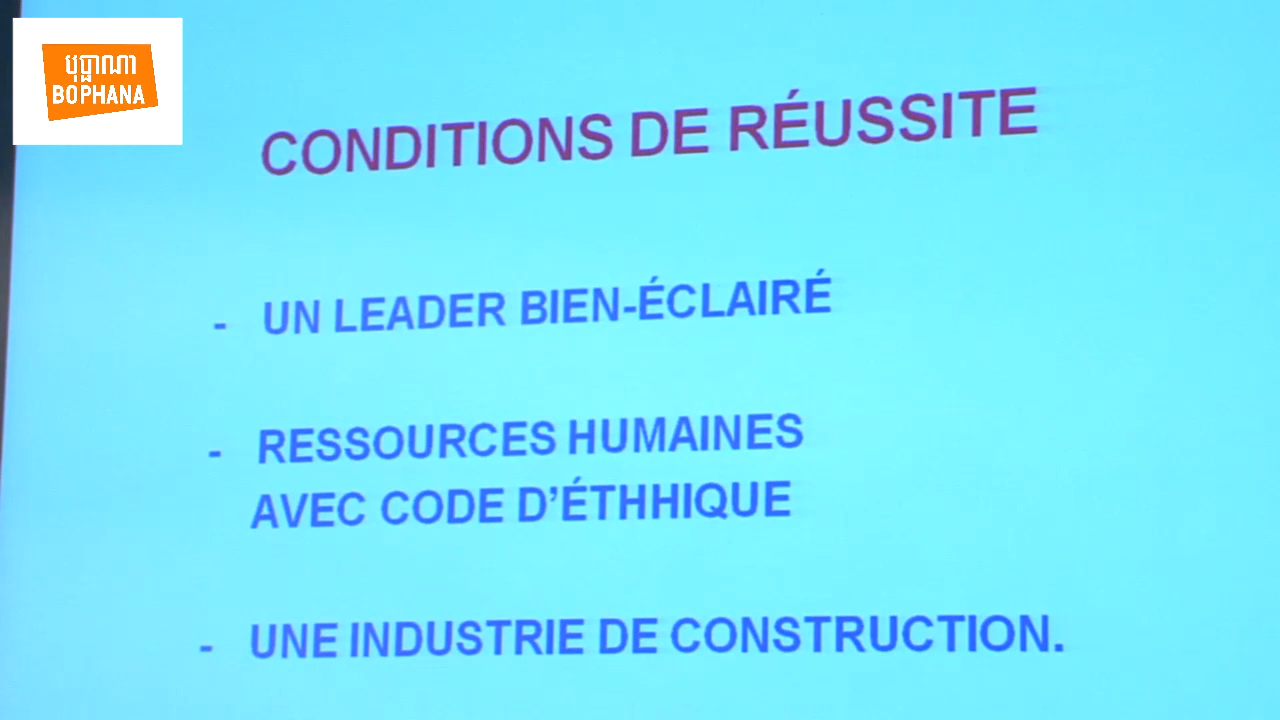 បុប្ផាណា
BOPHANA
CONDITIONS DE RÉUSSITE
- UN LEADER BIEN-ÉCLAIRÉ
- RESSOURCES HUMAINES
AVEC CODE D’ÉTHHIQUE
- UNE INDUSTRIE DE CONSTRUCTION.